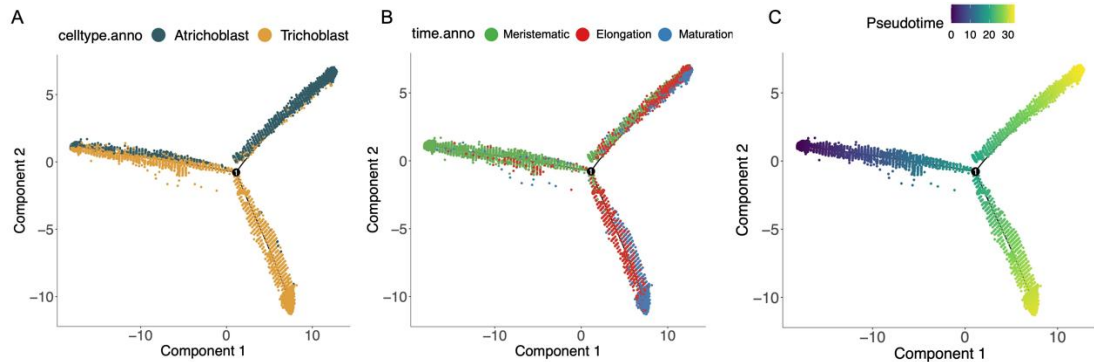 A
celltype.anno Atrichoblast Trichoblast
5
0
−5
−10
Component 2
1
−10 0 10
Component 1
B
time.anno Meristematic Elongation Maturation
5
0
−5
−10
Component 2
1
−10 0 10
Component 1
C
Pseudotime
0 10 20 30
5
0
−5
−10
Component 2
1
−10 0 10
Component 1